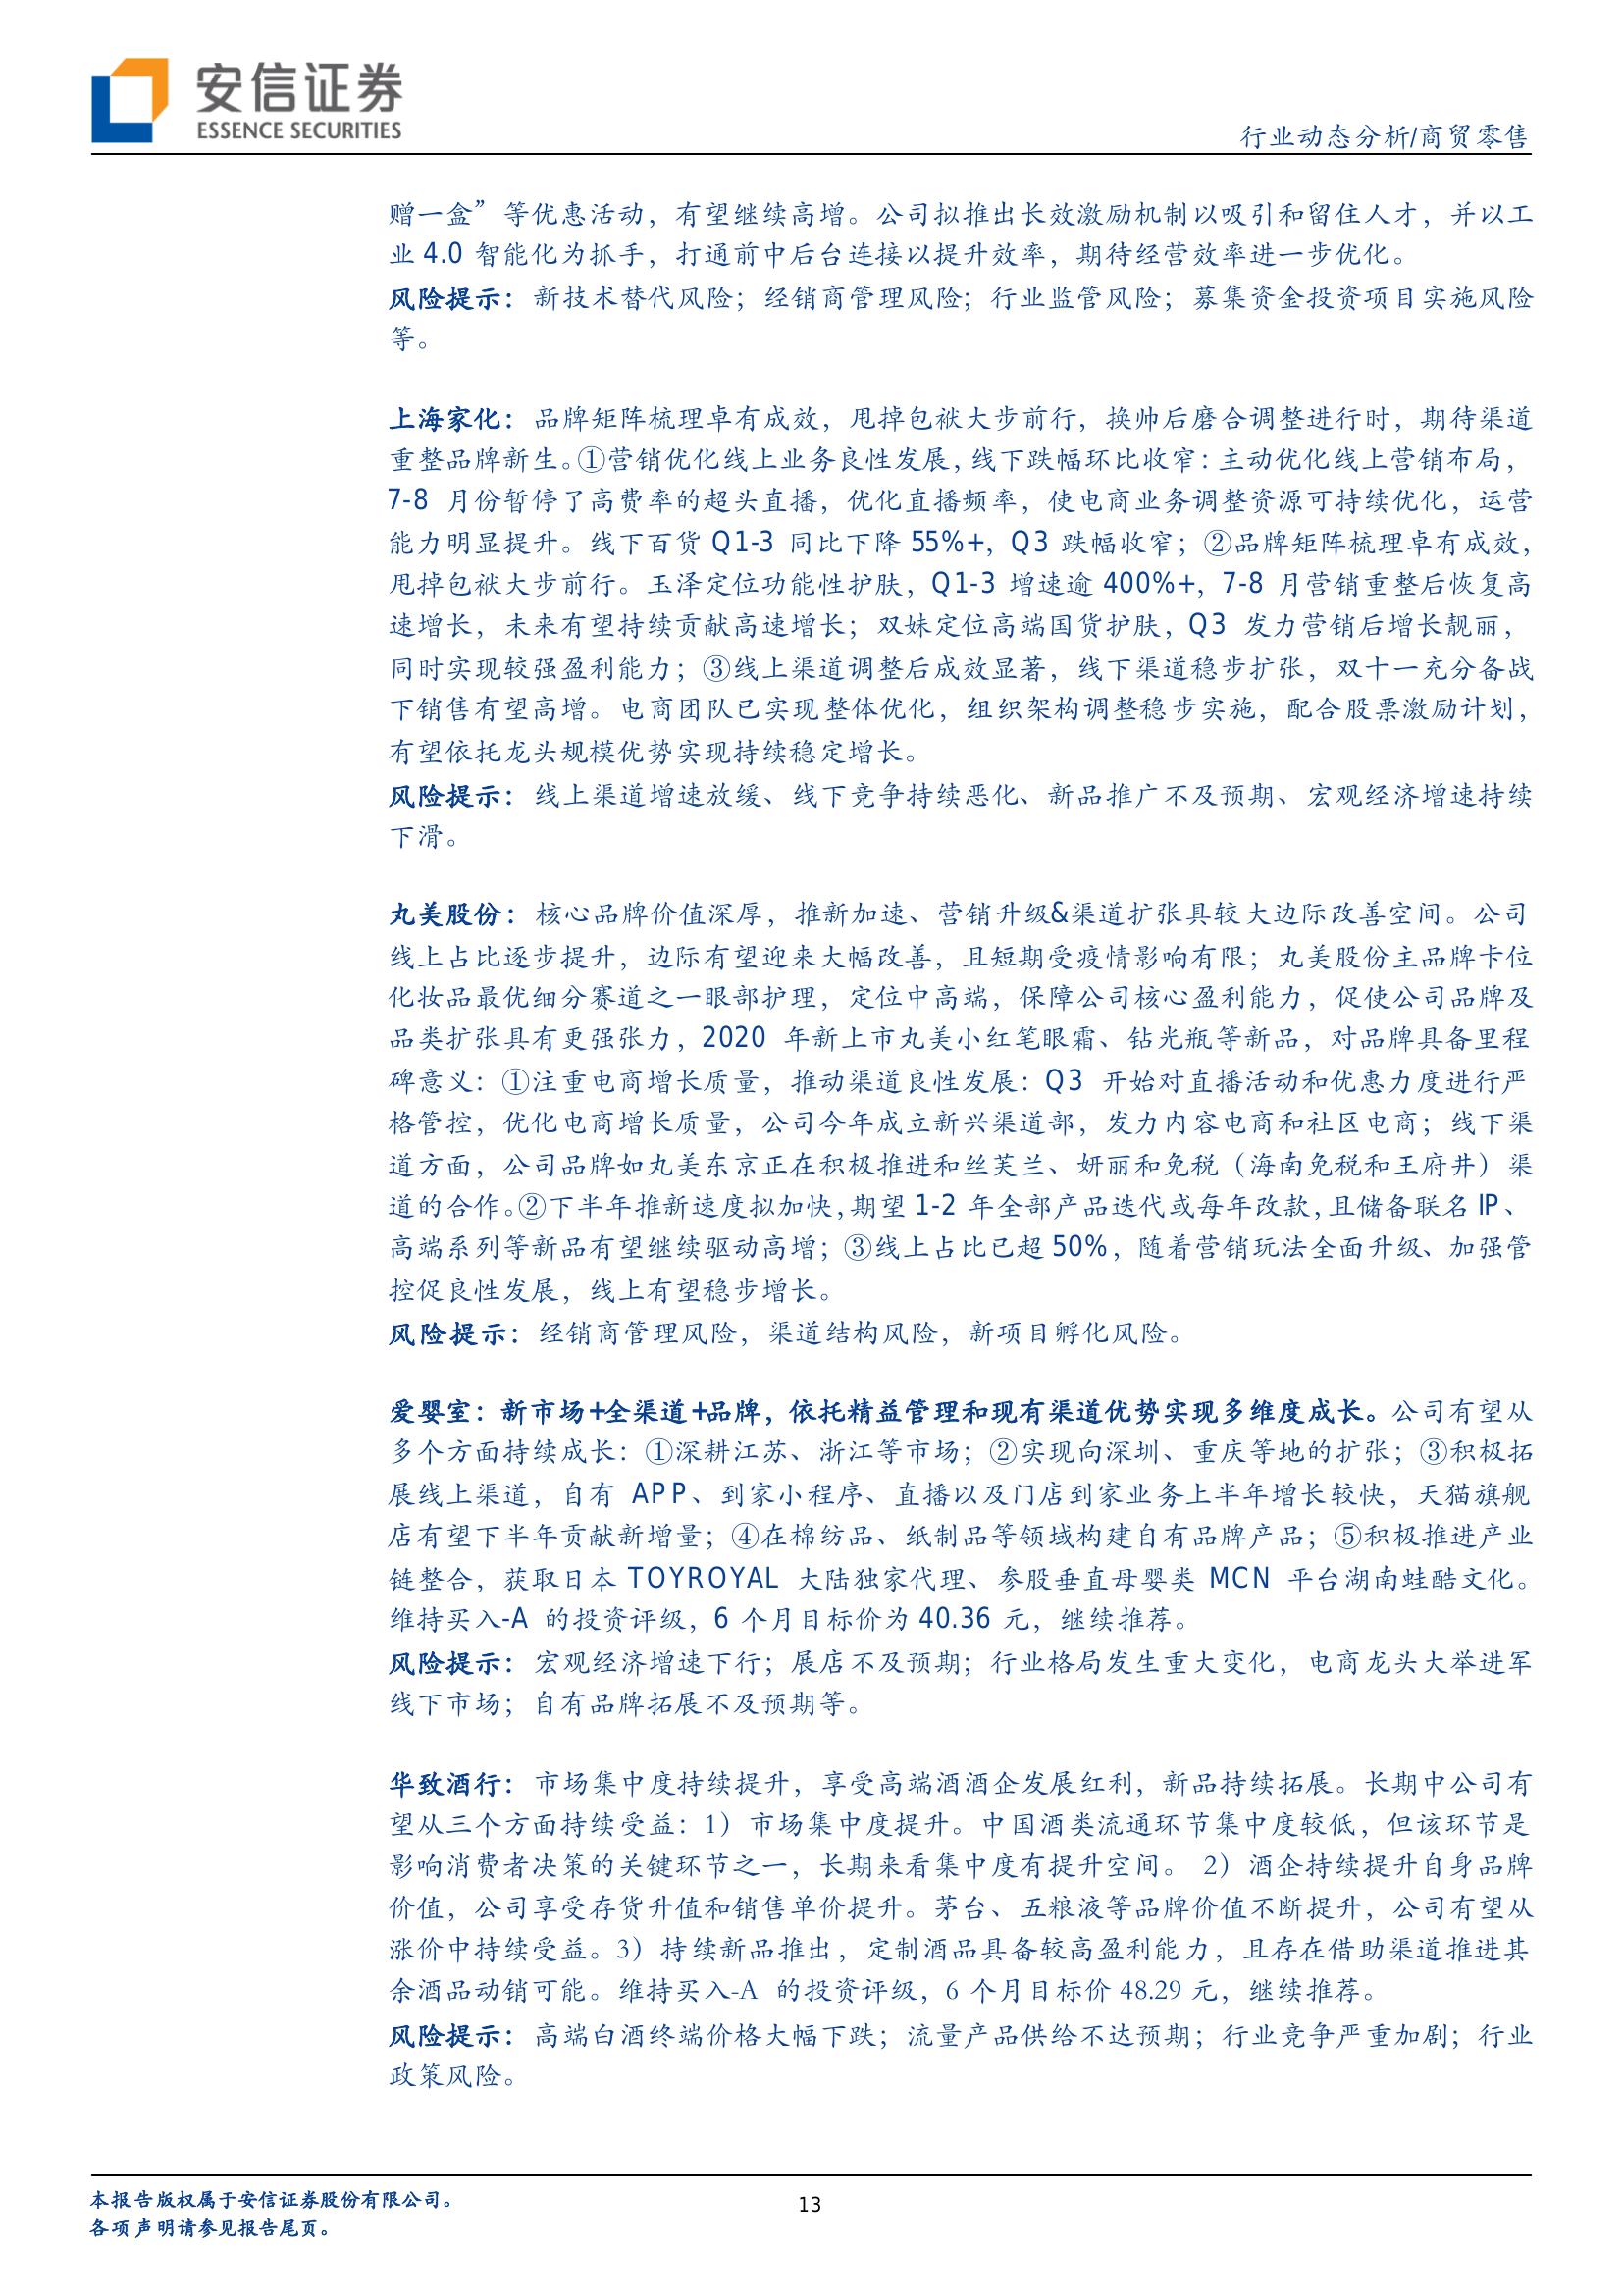 安信证券
ESSENCE SECURITIES
行业动态分析/商贸零售
赠一盒”等优惠活动，有望继续高增。公司拟推出长效激励机制以吸引和留住人才，并以工
业 4.0 智能化为抓手，打通前中后台连接以提升效率，期待经营效率进一步优化。
风险提示：新技术替代风险；经销商管理风险；行业监管风险；募集资金投资项目实施风险
等。
上海家化：品牌矩阵梳理卓有成效，甩掉包袱大步前行，换帅后磨合调整进行时，期待渠道
重整品牌新生。①营销优化线上业务良性发展，线下跌幅环比收窄：主动优化线上营销布局，
7-8 月份暂停了高费率的超头直播，优化直播频率，使电商业务调整资源可持续优化，运营
能力明显提升。线下百货 Q1-3 同比下降 55%+，Q3 跌幅收窄；②品牌矩阵梳理卓有成效，
甩掉包袱大步前行。玉泽定位功能性护肤，Q1-3 增速逾 400%+，7-8 月营销重整后恢复高
速增长，未来有望持续贡献高速增长；双妹定位高端国货护肤，Q3 发力营销后增长靓丽，
同时实现较强盈利能力；③线上渠道调整后成效显著，线下渠道稳步扩张，双十一充分备战
下销售有望高增。电商团队已实现整体优化，组织架构调整稳步实施，配合股票激励计划，
有望依托龙头规模优势实现持续稳定增长。
风险提示：线上渠道增速放缓、线下竞争持续恶化、新品推广不及预期、宏观经济增速持续
下滑。
丸美股份：核心品牌价值深厚，推新加速、营销升级&渠道扩张具较大边际改善空间。公司
线上占比逐步提升，边际有望迎来大幅改善，且短期受疫情影响有限；丸美股份主品牌卡位
化妆品最优细分赛道之一眼部护理，定位中高端，保障公司核心盈利能力，促使公司品牌及
品类扩张具有更强张力，2020 年新上市丸美小红笔眼霜、钻光瓶等新品，对品牌具备里程
碑意义：①注重电商增长质量，推动渠道良性发展：Q3 开始对直播活动和优惠力度进行严
格管控，优化电商增长质量，公司今年成立新兴渠道部，发力内容电商和社区电商；线下渠
道方面，公司品牌如丸美东京正在积极推进和丝芙兰、妍丽和免税（海南免税和王府井）渠
道的合作。②下半年推新速度拟加快，期望 1-2 年全部产品迭代或每年改款，且储备联名 IP、
高端系列等新品有望继续驱动高增；③线上占比已超 50%，随着营销玩法全面升级、加强管
控促良性发展，线上有望稳步增长。
风险提示：经销商管理风险，渠道结构风险，新项目孵化风险。
爱婴室：新市场+全渠道+品牌，依托精益管理和现有渠道优势实现多维度成长。公司有望从
多个方面持续成长：①深耕江苏、浙江等市场；②实现向深圳、重庆等地的扩张；③积极拓
展线上渠道，自有 APP、到家小程序、直播以及门店到家业务上半年增长较快，天猫旗舰
店有望下半年贡献新增量；④在棉纺品、纸制品等领域构建自有品牌产品；⑤积极推进产业
链整合，获取日本 TOYROYAL 大陆独家代理、参股垂直母婴类 MCN 平台湖南蛙酷文化。
维持买入-A 的投资评级，6 个月目标价为 40.36 元，继续推荐。
风险提示：宏观经济增速下行；展店不及预期；行业格局发生重大变化，电商龙头大举进军
线下市场；自有品牌拓展不及预期等。
华致酒行：市场集中度持续提升，享受高端酒酒企发展红利，新品持续拓展。长期中公司有
望从三个方面持续受益：1）市场集中度提升。中国酒类流通环节集中度较低，但该环节是
影响消费者决策的关键环节之一，长期来看集中度有提升空间。 2）酒企持续提升自身品牌
价值，公司享受存货升值和销售单价提升。茅台、五粮液等品牌价值不断提升，公司有望从
涨价中持续受益。3）持续新品推出，定制酒品具备较高盈利能力，且存在借助渠道推进其
余酒品动销可能。维持买入-A 的投资评级，6 个月目标价 48.29 元，继续推荐。
风险提示：高端白酒终端价格大幅下跌；流量产品供给不达预期；行业竞争严重加剧；行业
政策风险。
本报告版权属于安信证券股份有限公司。
各项声明请参见报告尾页。
13